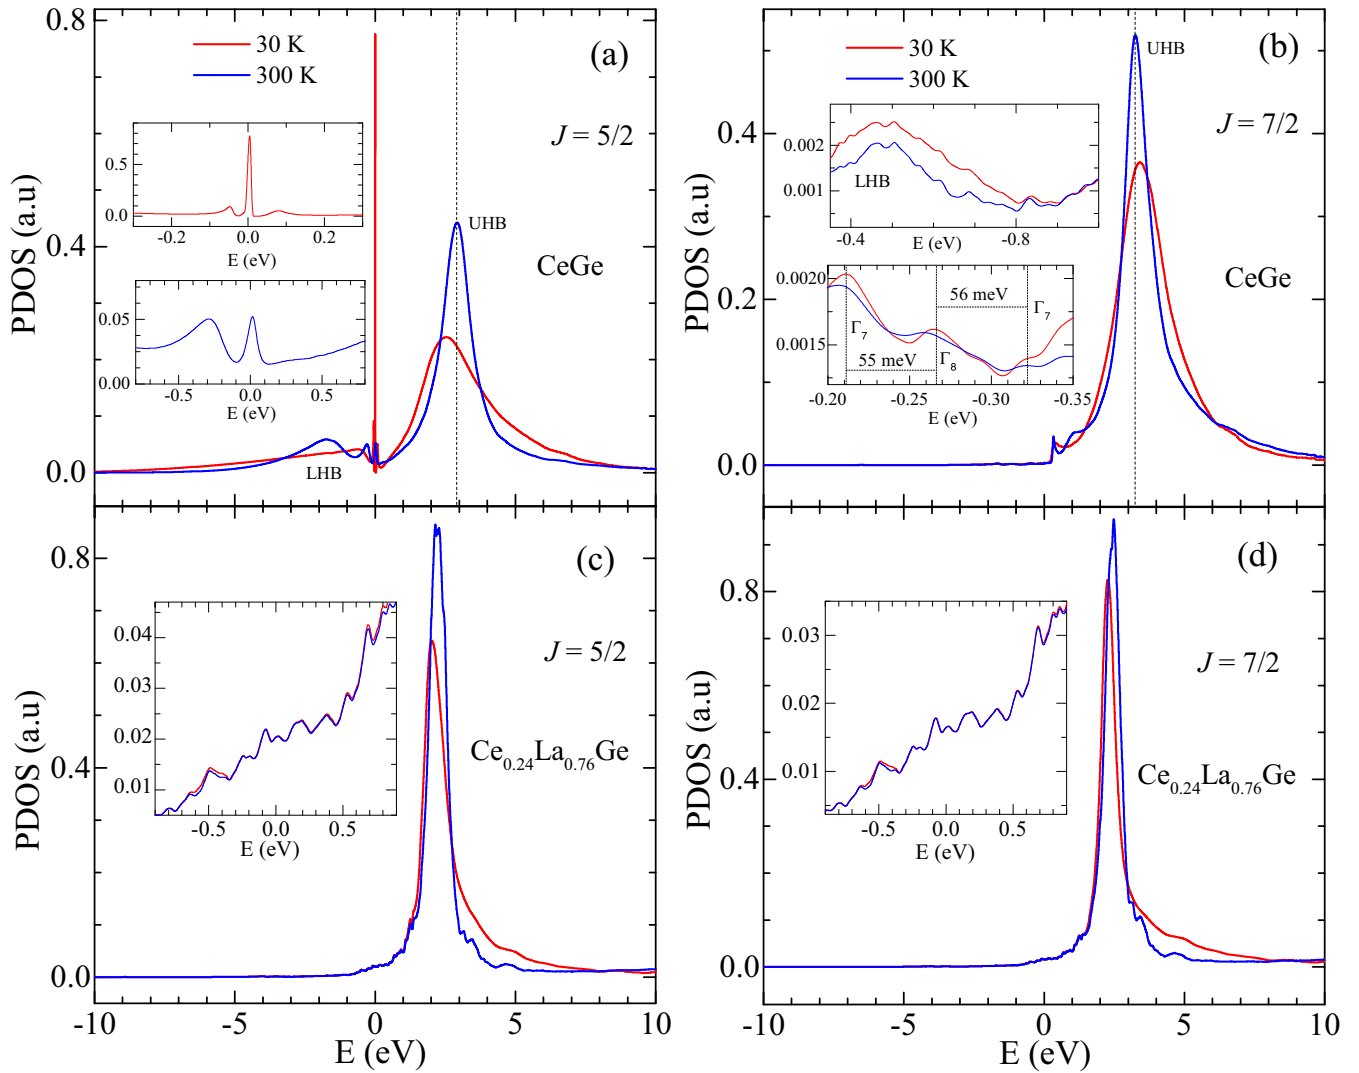 0.8
0.4
0.0
PDOS (a.u)
30 K
300 K
(a)
J = 5/2
CeGe
UHB
LHB
0.5
0.0
-0.2 0.0 0.2
E (eV)
0.05
0.00
-0.5 0.0 0.5
E (eV)
0.4
0.2
0.0
PDOS (a.u)
30 K
300 K
(b)
J = 7/2
CeGe
UHB
0.002
0.001
LHB
-0.4 -0.8
E (eV)
0.0020
0.0015
56 meV
Γ7
Γ7
55 meV
Γ8
-0.20 -0.25 -0.30 -0.35
E (eV)
0.8
0.4
0.0
PDOS (a.u)
(c)
J = 5/2
Ce0.24La0.76Ge
0.04
0.03
0.02
0.01
-0.5 0.0 0.5
E (eV)
-10 -5 0 5 10
E (eV)
0.8
0.4
0.0
PDOS (a.u)
(d)
J = 7/2
Ce0.24La0.76Ge
0.03
0.02
0.01
-0.5 0.0 0.5
E (eV)
-10 -5 0 5 10
E (eV)